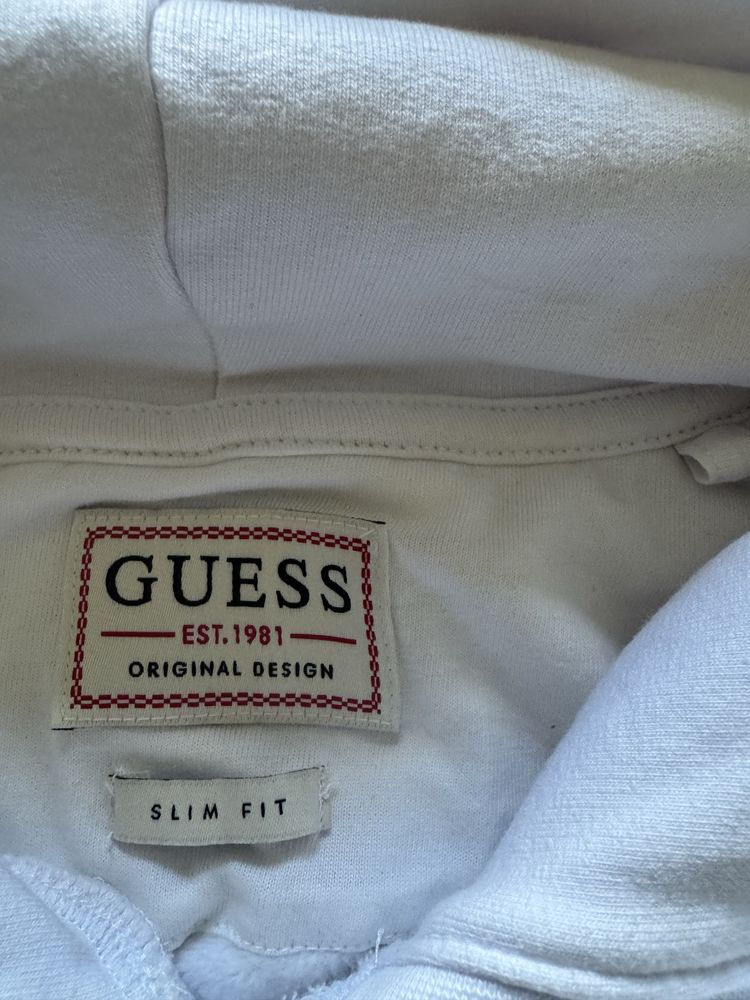 GUESS
EST.1981
ORIGINAL DESIGN
SLIM FIT